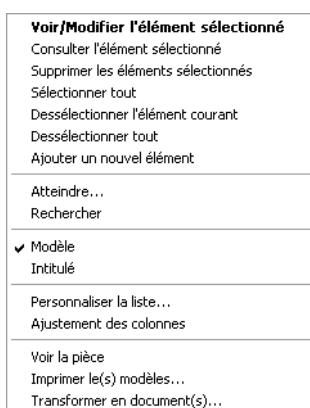 Voir/Modifier l'élément sélectionné
Consulter l'élément sélectionné
Supprimer les éléments sélectionnés
Sélectionner tout
Dessélectionner l'élément courant
Dessélectionner tout
Ajouter un nouvel élément
Atteindre...
Rechercher
Modèle
Intitulé
Personnaliser la liste...
Ajustement des colonnes
Voir la pièce
Imprimer le(s) modèles...
Transformer en document(s)...